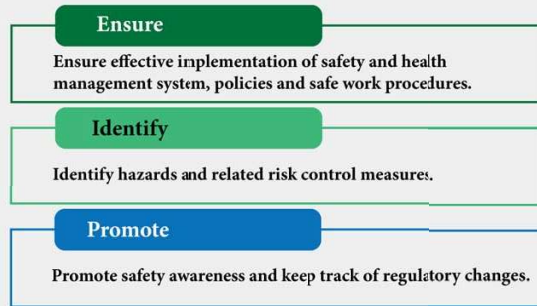 Ensure
Ensure effective implementation of safety and health
management system, policies and safe work procedures.
Identify
Identify hazards and related risk control measures.
Promote
Promote safety awareness and keep track of regulatory changes.